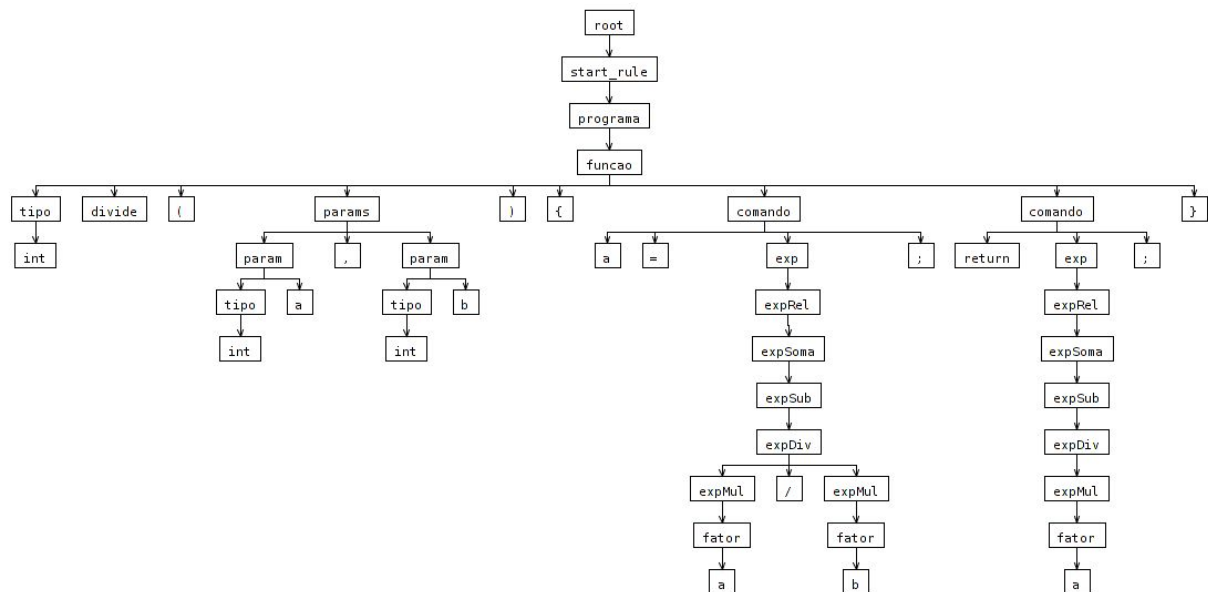 root
start_rule
programa
funcao
tipo divide ( params ) { comando comando }
int param , param a = exp ; return exp ;
tipo a tipo b expRel expRel
int int expSoma expSoma
expSub expSub
expDiv expDiv
expMul / expMul expMul
fator fator fator
a b a